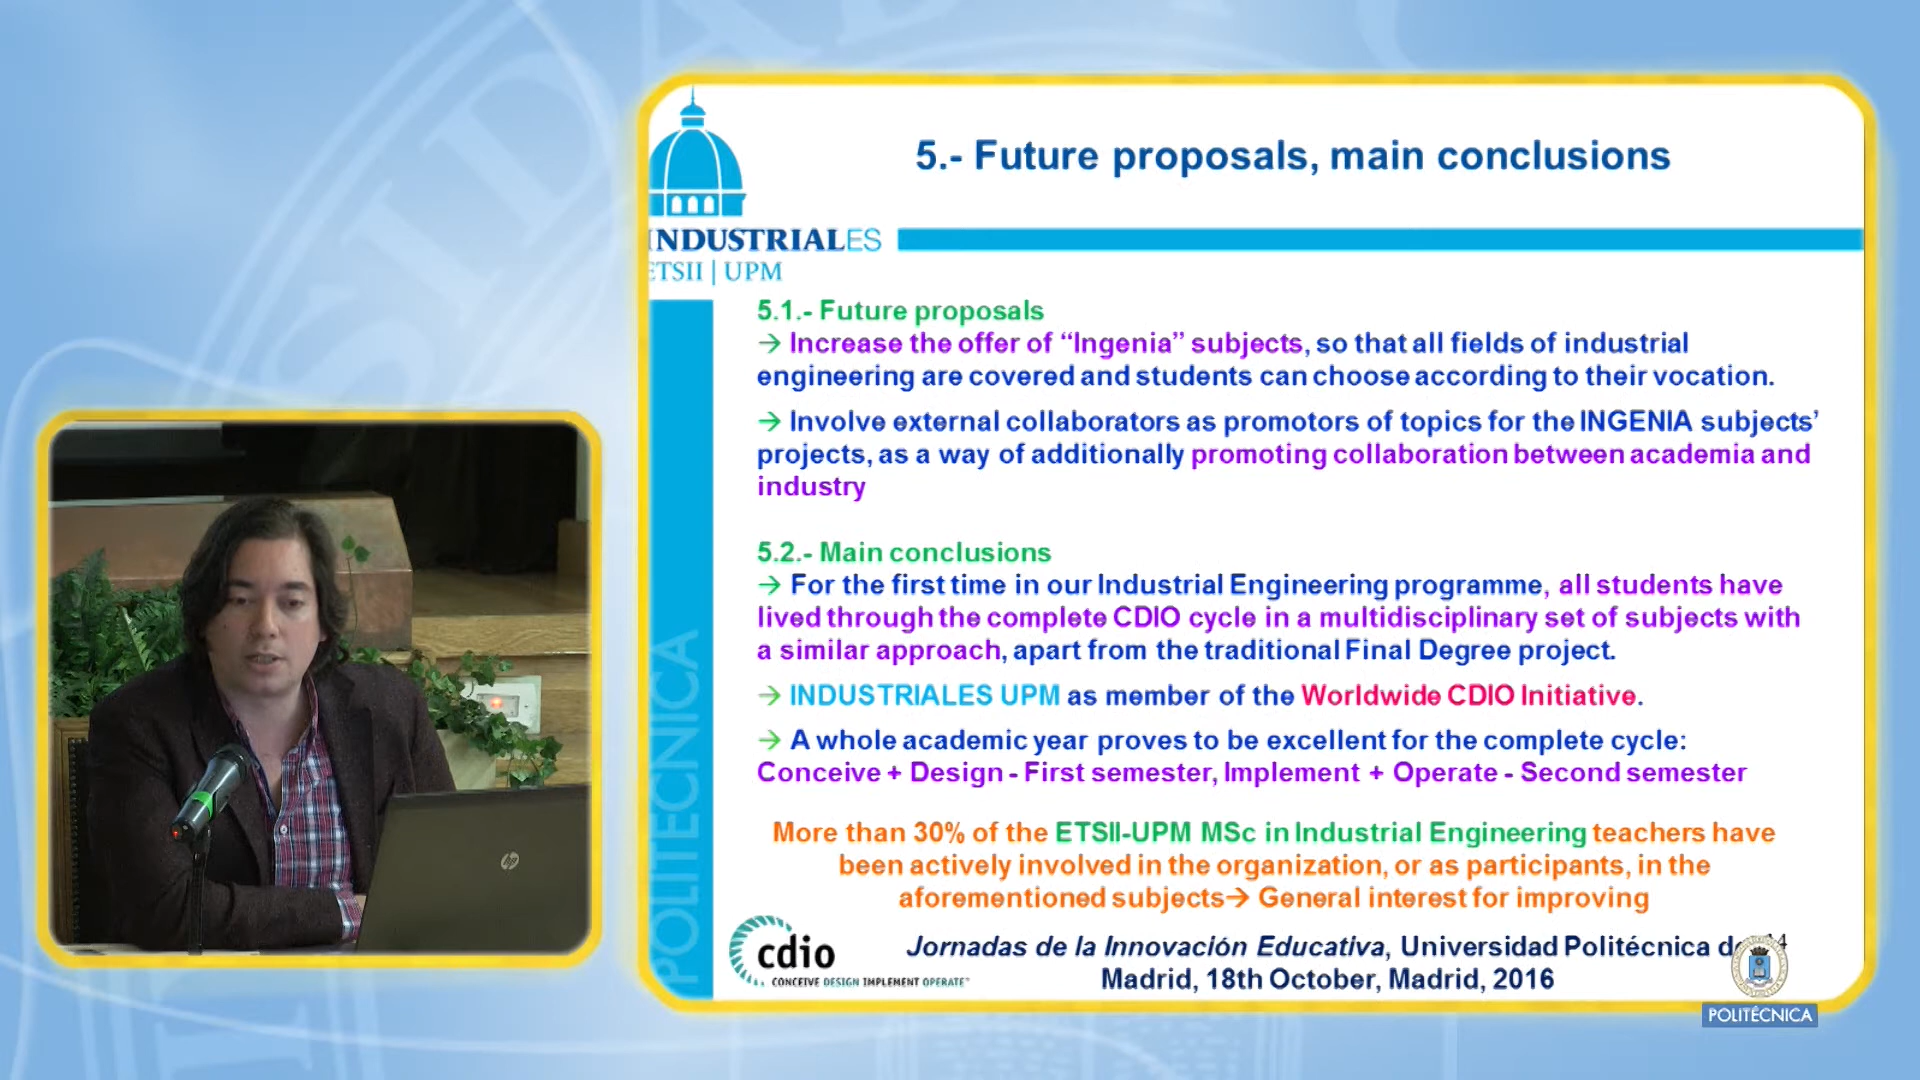 5.- Future proposals, main conclusions
INDUSTRIALES
ETSII | UPM
5.1.- Future proposals
→ Increase the offer of “Ingenia” subjects, so that all fields of industrial
engineering are covered and students can choose according to their vocation.
→ Involve external collaborators as promotors of topics for the INGENIA subjects’
projects, as a way of additionally promoting collaboration between academia and
industry
5.2.- Main conclusions
→ For the first time in our Industrial Engineering programme, all students have
lived through the complete CDIO cycle in a multidisciplinary set of subjects with
a similar approach, apart from the traditional Final Degree project.
→ INDUSTRIALES UPM as member of the Worldwide CDIO Initiative.
→ A whole academic year proves to be excellent for the complete cycle:
Conceive + Design - First semester, Implement + Operate - Second semester
More than 30% of the ETSII-UPM MSc in Industrial Engineering teachers have
been actively involved in the organization, or as participants, in the
aforementioned subjects→ General interest for improving
POLITÉCNICA
cdio
CONCEIVE DESIGN IMPLEMENT OPERATE™
Jornadas de la Innovación Educativa, Universidad Politécnica de
Madrid, 18th October, Madrid, 2016
POLITÉCNICA
hp